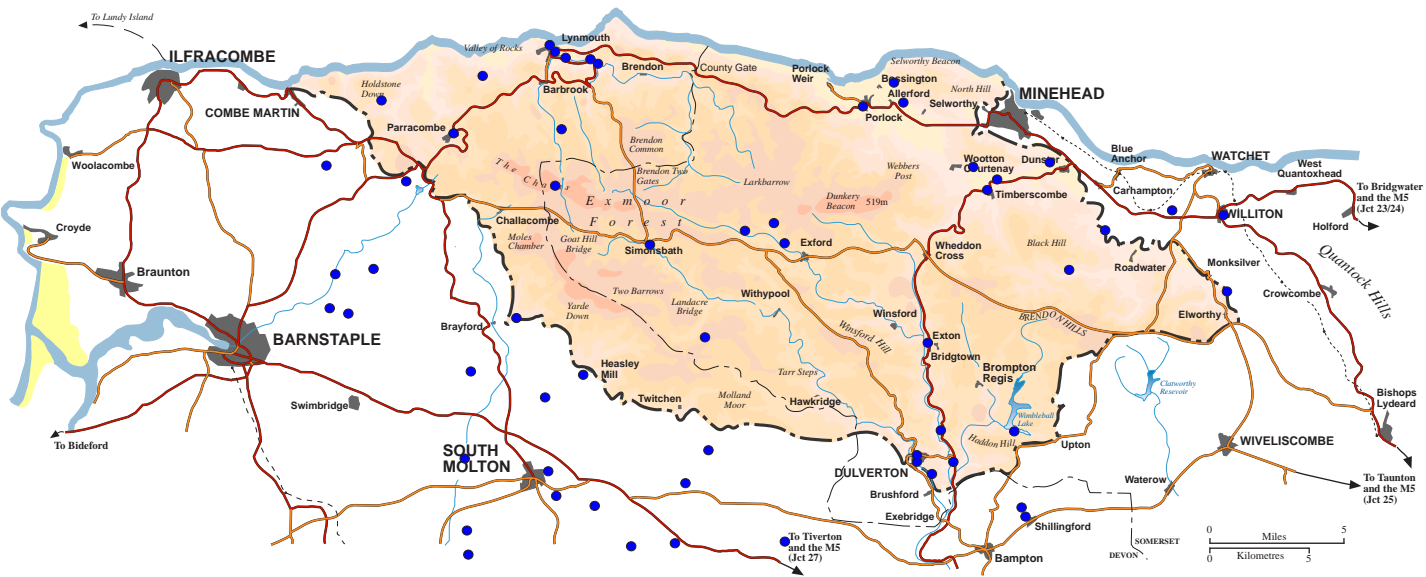 To Lundy Island
ILFRACOMBE
Valley of Rocks
Lynmouth
Brendon
County Gate
Porlock
Weir
Selworthy Beacon
Bossington
Allerford
Selworthy
North Hill
MINEHEAD
Holdstone
Down
COMBE MARTIN
Barbrook
Parracombe
Porlock
Woolacombe
Brendon
Common
Brendon Two
Gates
The Chains
Larkbarrow
Webbers
Post
Wootton
Courtenay
Dunster
Timberscombe
Blue
Anchor
Carhampton
WATCHET
West
Quantoxhead
To Bridgwater
and the M5
(Jct 23/24)
WILLITON
Holford
Croyde
Challacombe
Exmoor
Forest
Dunkery
Beacon
519m
Moles
Chamber
Goat Hill
Bridge
Simonsbath
Exford
Wheddon
Cross
Black Hill
Roadwater
Monksilver
Quantock Hills
Braunton
Crowcombe
Two Barrows
Withypool
Yarde
Down
Landacre
Bridge
Winsford
Winsford Hill
BRENDON HILLS
Elworthy
BARNSTAPLE
Brayford
Exton
Bridgtown
Heasley
Mill
Tarr Steps
Brompton
Regis
Clatworthy
Resevoir
Swimbridge
Twitchen
Molland
Moor
Hawkridge
Wimbleball
Lake
Bishops
Lydeard
To Bideford
SOUTH
MOLTON
Haddon Hill
Upton
WIVELISCOMBE
DULVERTON
Brushford
Waterow
To Taunton
and the M5
(Jct 25)
Exebridge
Shillingford
To Tiverton
and the M5
(Jct 27)
Bampton
DEVON
SOMERSET
0
5
Miles
Kilometres
0
5